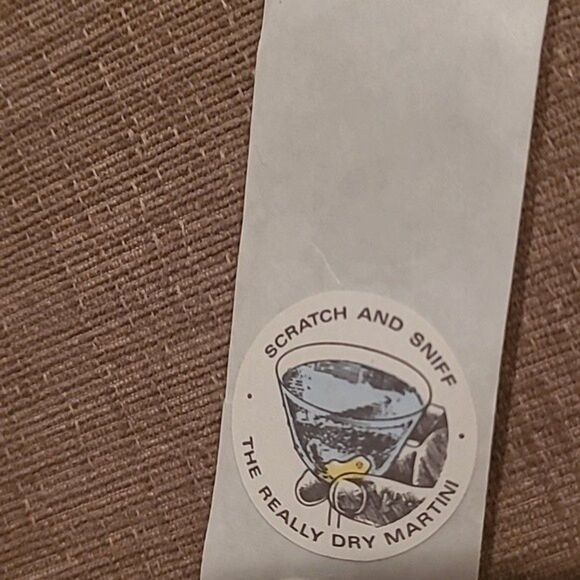 SCRATCH AND SNIFF
THE REALLY DRY MARTINI